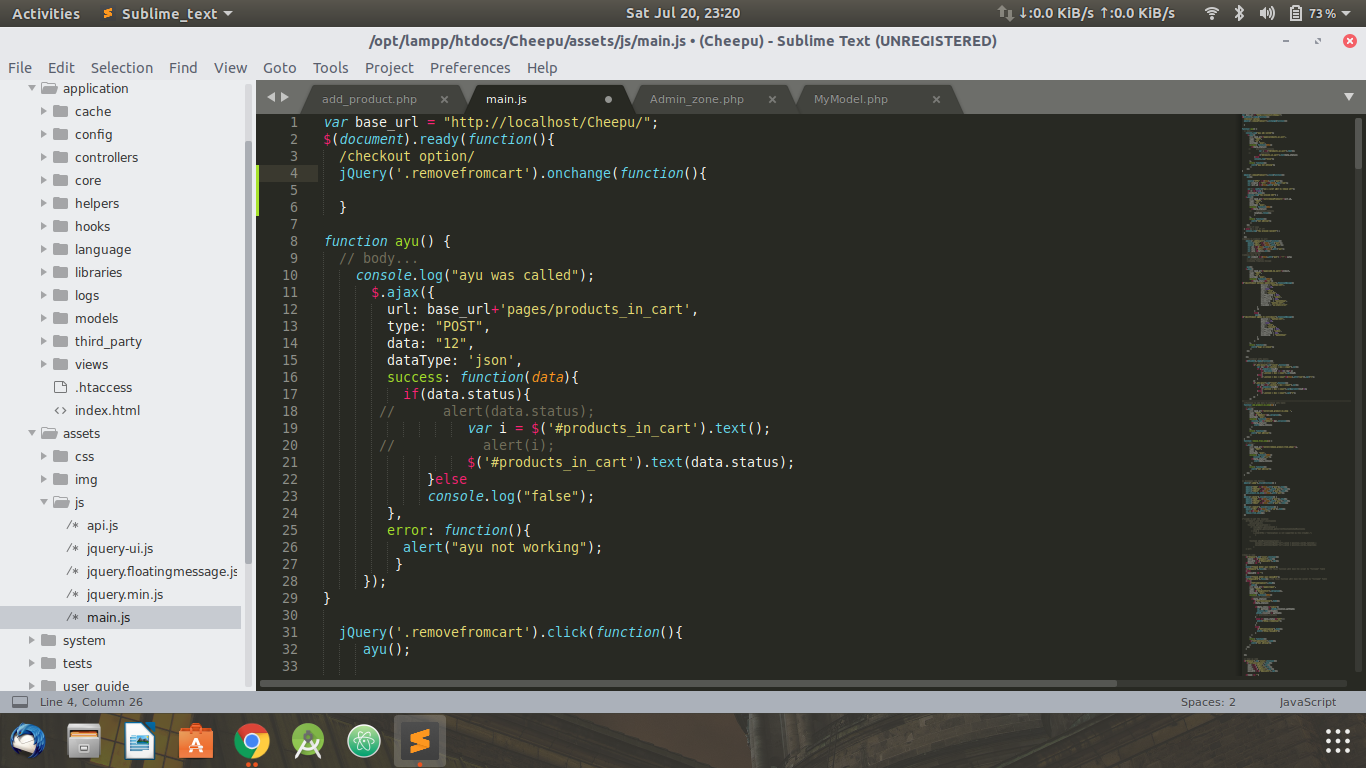 Activities Sublime_text Sat Jul 20, 23:20 ↓:0.0 KiB/s ↑:0.0 KiB/s 73 %
/opt/lampp/htdocs/Cheepu/assets/js/main.js • (Cheepu) - Sublime Text (UNREGISTERED)
File Edit Selection Find View Goto Tools Project Preferences Help
application
cache
config
controllers
core
helpers
hooks
language
libraries
logs
models
third_party
views
.htaccess
index.html
assets
css
img
js
api.js
jquery-ui.js
jquery.floatingmessage.js
jquery.min.js
main.js
system
tests
user_guide
add_product.php main.js Admin_zone.php MyModel.php
1 var base_url = "http://localhost/Cheepu/";
2 $(document).ready(function(){
3 /checkout option/
4 jQuery('.removefromcart').onchange(function(){
5
6 }
7
8 function ayu() {
9 // body...
10 console.log("ayu was called");
11 $.ajax({
12 url: base_url+'pages/products_in_cart',
13 type: "POST",
14 data: "12",
15 dataType: 'json',
16 success: function(data){
17 if(data.status){
18 // alert(data.status);
19 var i = $('#products_in_cart').text();
20 // alert(i);
21 $('#products_in_cart').text(data.status);
22 }else
23 console.log("false");
24 },
25 error: function(){
26 alert("ayu not working");
27 }
28 });
29 }
30
31 jQuery('.removefromcart').click(function(){
32 ayu();
33
Line 4, Column 26 Spaces: 2 JavaScript